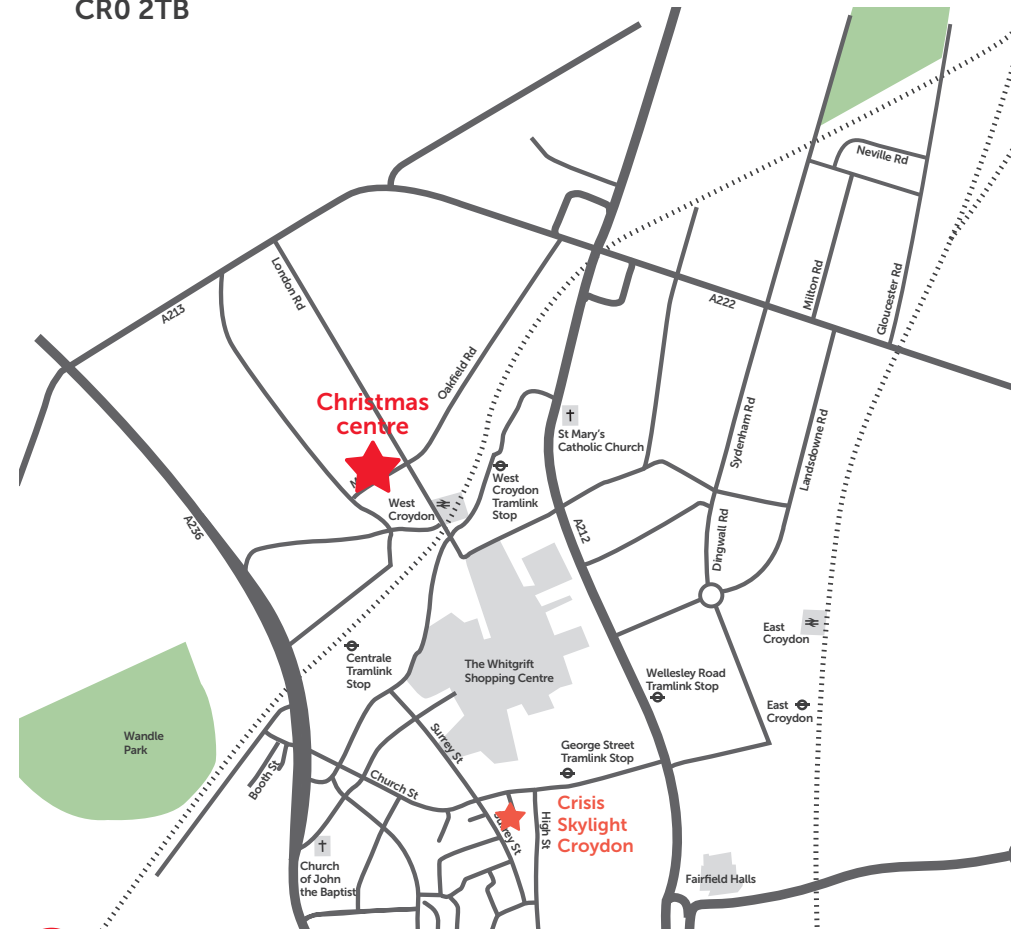 CR0 2TB
Neville Rd
London Rd
Milton Rd
Gloucester Rd
A213
A222
Oakfield Rd
Christmas
centre
Sydenham Rd
Landsdowne Rd
St Mary's
Catholic Church
West
Croydon
West
Croydon
Tramlink
Stop
A236
A212
Dingwall Rd
East
Croydon
Centrale
Tramlink
Stop
The Whitgrift
Shopping Centre
Wellesley Road
Tramlink Stop
East
Croydon
Wandle
Park
Surrey St
George Street
Tramlink Stop
Booth St
Church St
Crisis
Skylight
Croydon
Surrey St
High St
Church
of John
the Baptist
Fairfield Halls